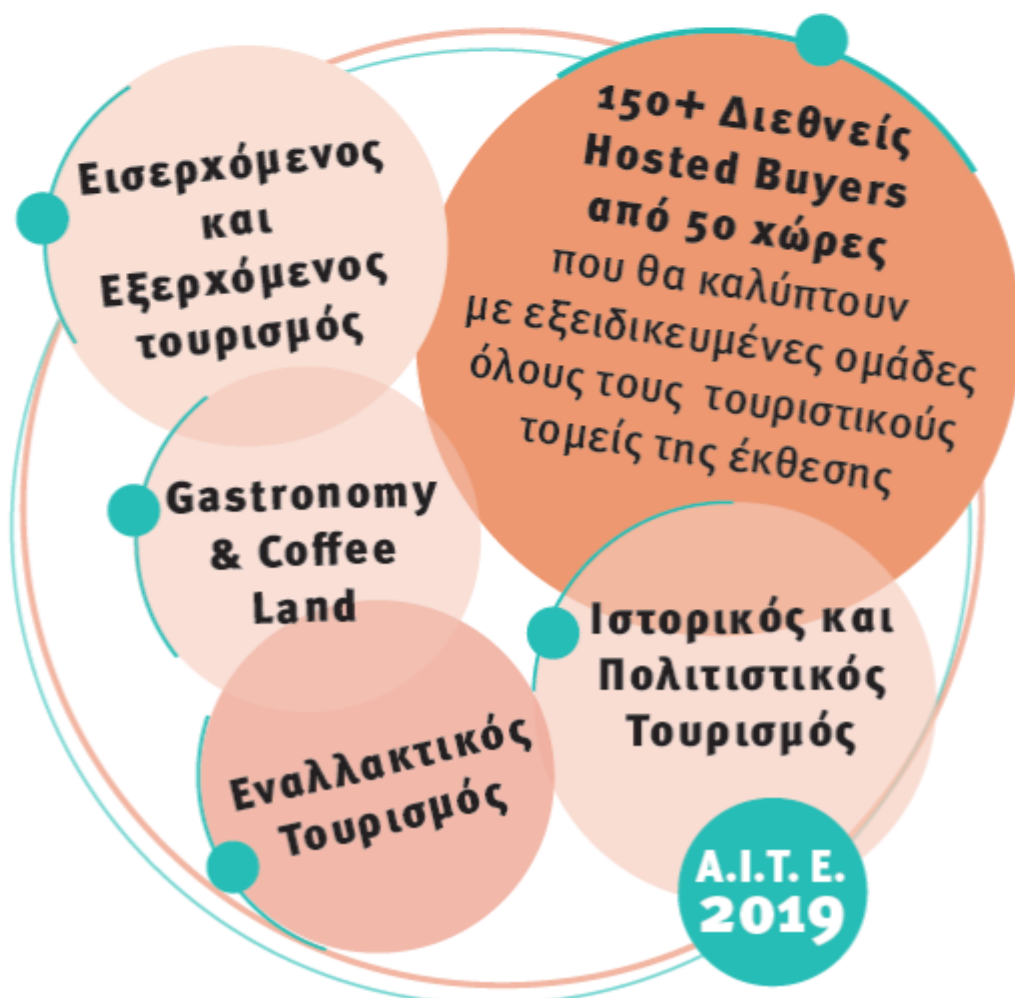 Εισερχόμενος
και
Εξερχόμενος
τουρισμός
150+ Διεθνείς
Hosted Buyers
από 50 χώρες
που θα καλύπτουν
με εξειδικευμένες ομάδες
όλους τους τουριστικούς
τομείς της έκθεσης
Gastronomy
& Coffee
Land
Ιστορικός και
Πολιτιστικός
Τουρισμός
Εναλλακτικός
Τουρισμός
A.I.T. E.
2019